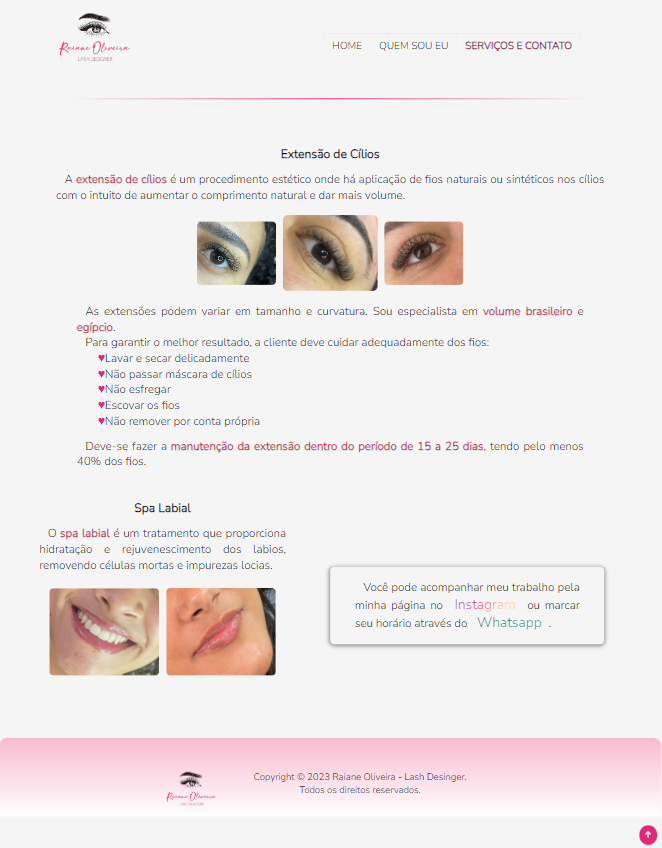 Raiane Oliveira
LASH DESIGNER
HOME QUEM SOU EU SERVIÇOS E CONTATO
Extensão de Cílios
A extensão de cílios é um procedimento estético onde há aplicação de fios naturais ou sintéticos nos cílios
com o intuito de aumentar o comprimento natural e dar mais volume.
As extensões podem variar em tamanho e curvatura. Sou especialista em volume brasileiro e
egípcio.
Para garantir o melhor resultado, a cliente deve cuidar adequadamente dos fios:
♥Lavar e secar delicadamente
♥Não passar máscara de cílios
♥Não esfregar
♥Escovar os fios
♥Não remover por conta própria
Deve-se fazer a manutenção da extensão dentro do período de 15 a 25 dias, tendo pelo menos
40% dos fios.
Spa Labial
O spa labial é um tratamento que proporciona
hidratação e rejuvenescimento dos labios,
removendo células mortas e impurezas locias.
Você pode acompanhar meu trabalho pela
minha página no Instagram ou marcar
seu horário através do Whatsapp .
Raiane Oliveira
LASH DESIGNER
Copyright © 2023 Raiane Oliveira - Lash Desinger.
Todos os direitos reservados.